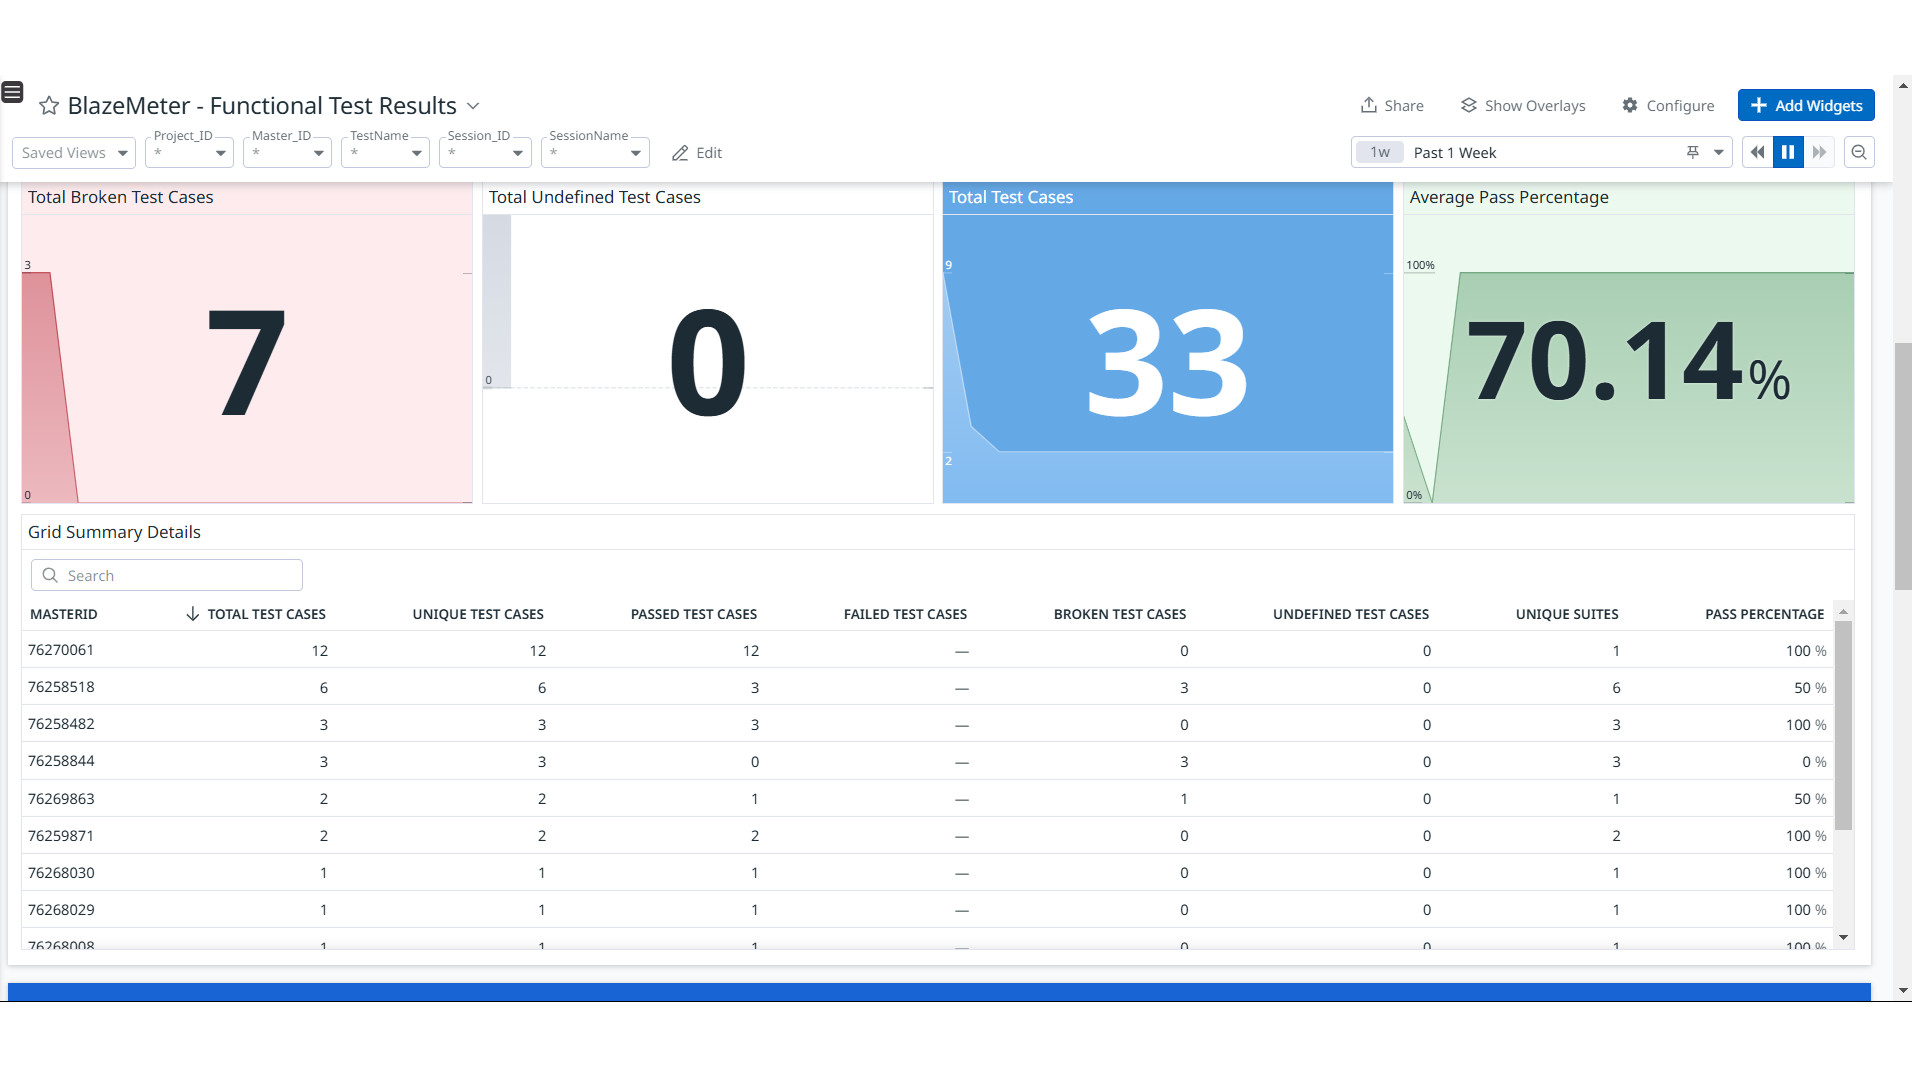 BlazeMeter - Functional Test Results
Share
Show Overlays
Configure
Add Widgets
Saved Views
Project_ID
*
Master_ID
*
TestName
*
Session_ID
*
SessionName
*
Edit
1w Past 1 Week
Total Broken Test Cases
3
7
0
Total Undefined Test Cases
0
0
Total Test Cases
9
33
2
Average Pass Percentage
100%
70.14%
0%
Grid Summary Details
Search
MASTERID TOTAL TEST CASES UNIQUE TEST CASES PASSED TEST CASES FAILED TEST CASES BROKEN TEST CASES UNDEFINED TEST CASES UNIQUE SUITES PASS PERCENTAGE
76270061 12 12 12 — 0 0 1 100 %
76258518 6 6 3 — 3 0 6 50 %
76258482 3 3 3 — 0 0 3 100 %
76258844 3 3 0 — 3 0 3 0 %
76269863 2 2 1 — 1 0 1 50 %
76259871 2 2 2 — 0 0 2 100 %
76268030 1 1 1 — 0 0 1 100 %
76268029 1 1 1 — 0 0 1 100 %
76268008 1 1 1 — 0 0 1 100 %